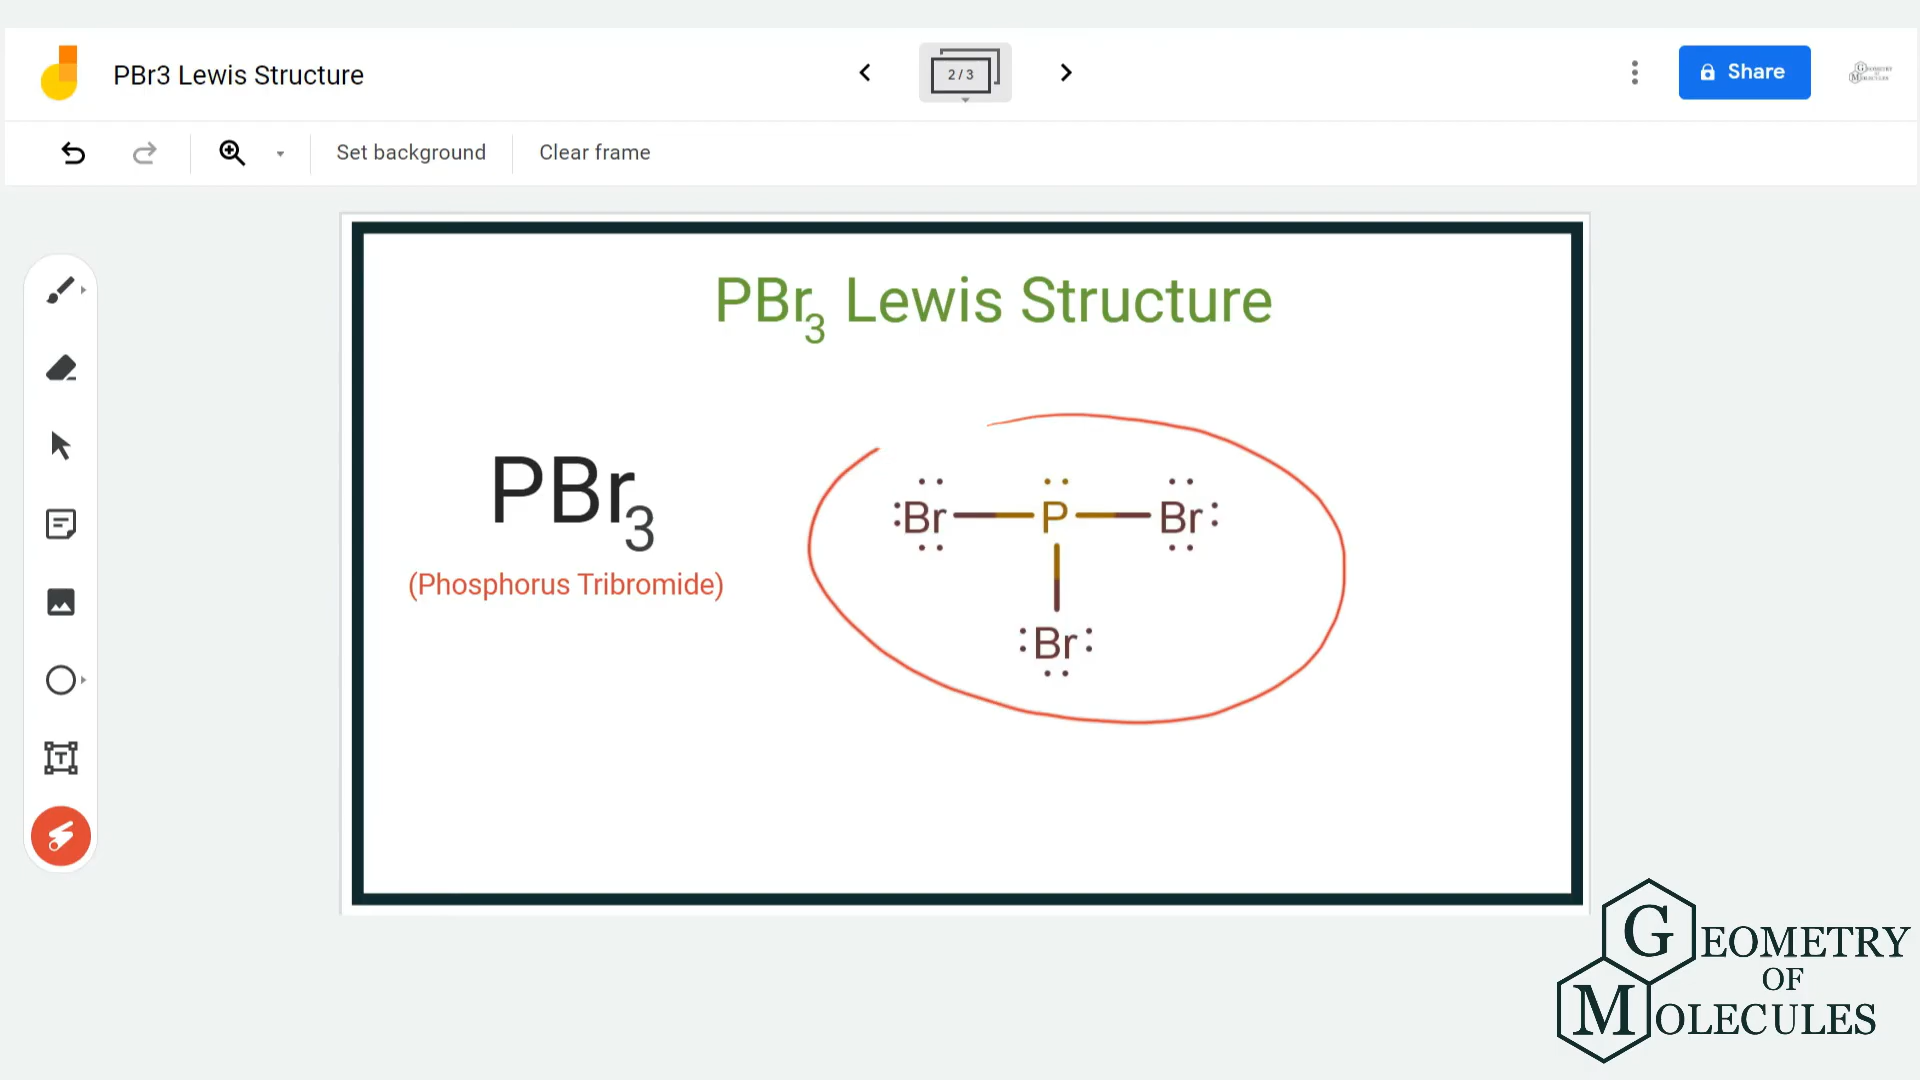 PBr3 Lewis Structure
2 / 3
Share
Set background
Clear frame
PBr₃ Lewis Structure
PBr₃
(Phosphorus Tribromide)
Br P Br
Br
GEOMETRY
OF
MOLECULES